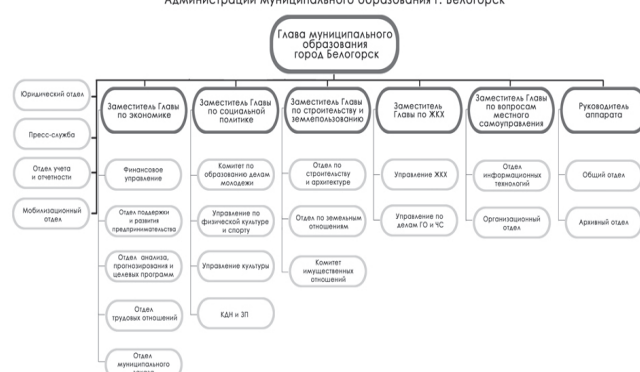 Администрации муниципального образования г. Белогорск
Глава муниципального
образования
город Белогорск
Юридический отдел
Пресс-служба
Отдел учета
и отчетности
Мобилизационный
отдел
Заместитель Главы
по экономике
Финансовое
управление
Отдел поддержки
и развития
предпринимательства
Отдел анализа,
прогнозирования и
целевых программ
Отдел
трудовых отношений
Отдел
муниципального
Заместитель Главы
по социальной
политике
Комитет по
образованию делам
молодежи
Управление по
физической культуре
и спорту
Управление культуры
КДН и ЗП
Заместитель Главы
по строительству и
землепользованию
Отдел по
строительству
и архитектуре
Отдел по земельным
отношениям
Комитет
имущественных
отношений
Заместитель
Главы по ЖКХ
Управление ЖКХ
Управление по
делам ГО и ЧС
Заместитель Главы
по вопросам
местного
самоуправления
Отдел
информационных
технологий
Организационный
отдел
Руководитель
аппарата
Общий отдел
Архивный отдел